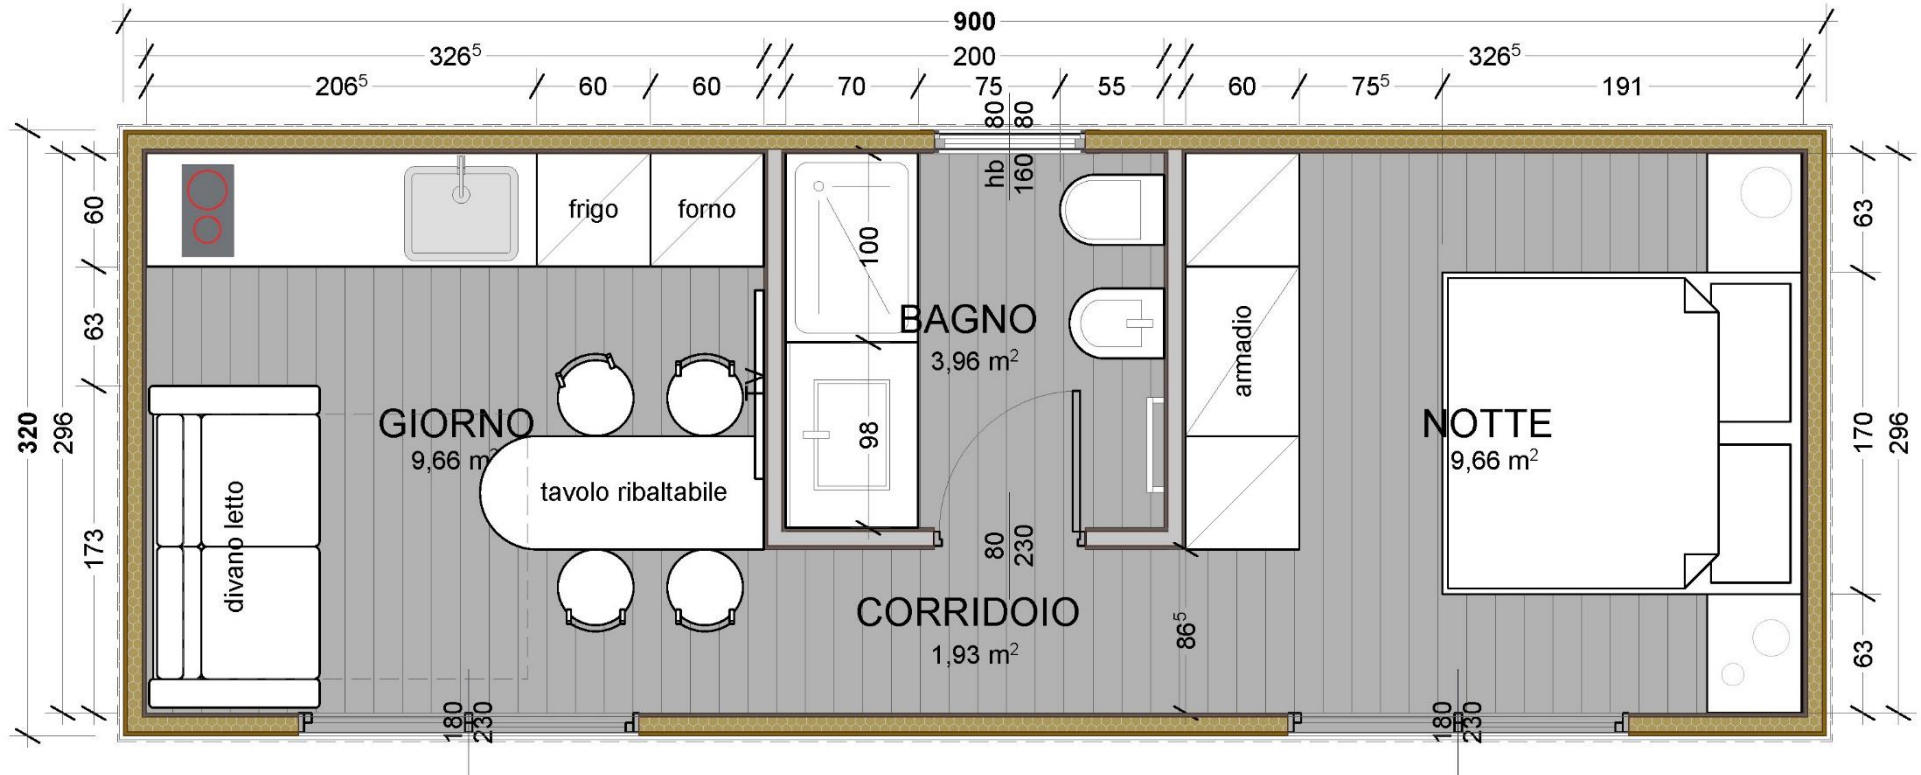 900
326⁵ 200 326⁵
206⁵ 60 60 70 75 55 60 75⁵ 191
80
80
hb
160
60
63
173
296
320
63
170
63
296
frigo
forno
100
BAGNO
3,96 m²
armadio
TV
GIORNO
9,66 m²
98
NOTTE
9,66 m²
tavolo ribaltabile
divano letto
80
230
CORRIDOIO
1,93 m²
86⁵
180
230
180
230